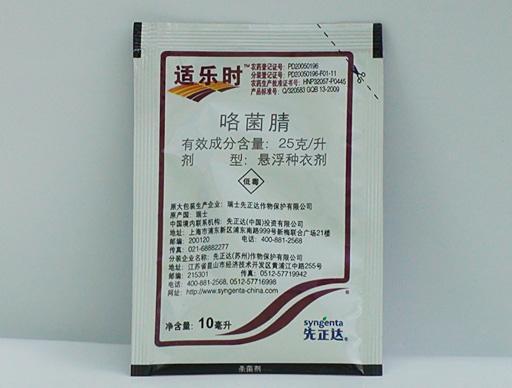 适乐时™
农药登记证号: PD20050196
分装登记证号: PD20050196-F01-11
农药生产批准证书号: HNP32057-P0445
产品标准号: Q/320583 GQB 13-2009
咯菌腈
有效成分含量: 25克/升
剂 型: 悬浮种衣剂
低毒
原大包装生产企业: 瑞士先正达作物保护有限公司
原产国: 瑞士
中国境内联系机构: 先正达(中国)投资有限公司
地址: 上海市浦东新区浦东南路999号新梅联合广场21楼
邮编: 200120 电话: 400-881-2568
传真: 021-68882277
分装企业名称: 先正达(苏州)作物保护有限公司
地址: 江苏省昆山市经济技术开发区黄浦江中路255号
邮编: 215301 传真: 0512-57719942
电话: 400-881-2568, 0512-57716998
网址: http://www.syngenta-china.com
净含量: 10毫升
syngenta
先正达®
杀菌剂